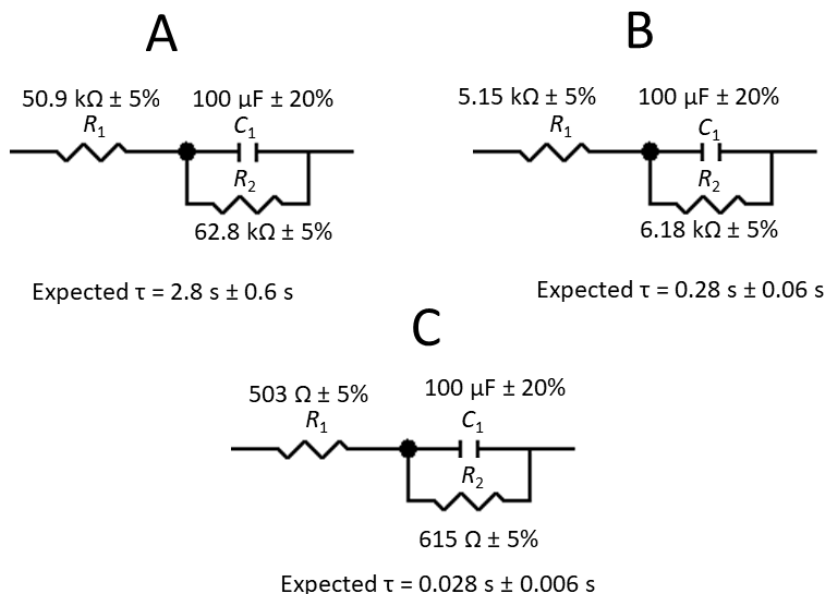 A
50.9 kΩ ± 5% 100 µF ± 20%
R₁ C₁
R₂
62.8 kΩ ± 5%
Expected τ = 2.8 s ± 0.6 s
B
5.15 kΩ ± 5% 100 µF ± 20%
R₁ C₁
R₂
6.18 kΩ ± 5%
Expected τ = 0.28 s ± 0.06 s
C
503 Ω ± 5% 100 µF ± 20%
R₁ C₁
R₂
615 Ω ± 5%
Expected τ = 0.028 s ± 0.006 s